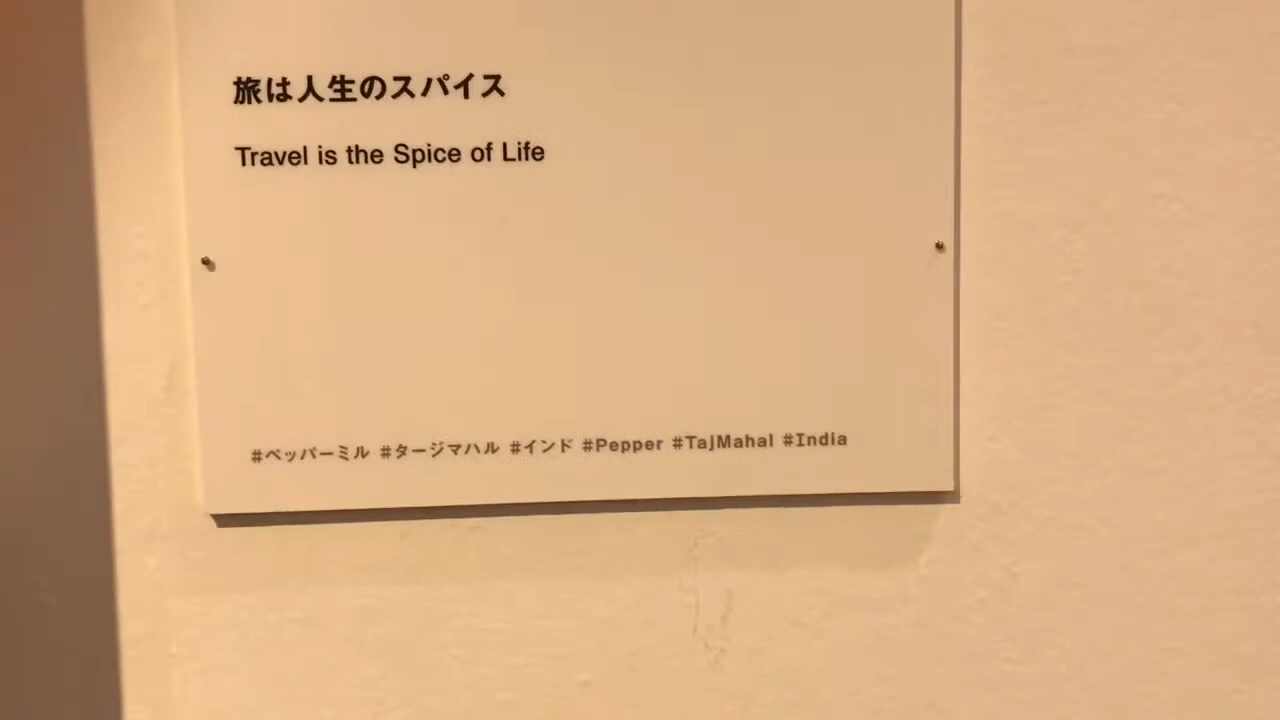 旅は人生のスパイス
Travel is the Spice of Life
#ペッパーミル #タージマハル #インド #Pepper #TajMahal #India